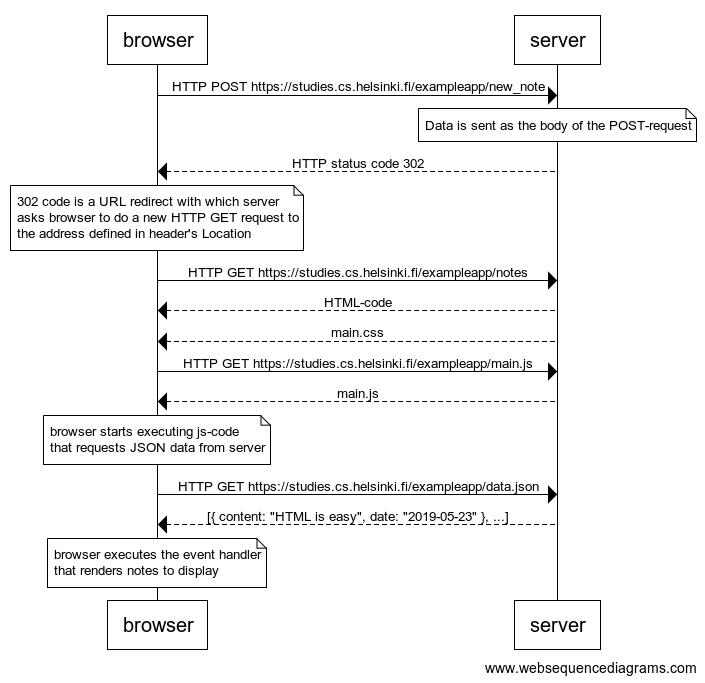 browser
server
HTTP POST https://studies.cs.helsinki.fi/exampleapp/new_note
Data is sent as the body of the POST-request
HTTP status code 302
302 code is a URL redirect with which server
asks browser to do a new HTTP GET request to
the address defined in header's Location
HTTP GET https://studies.cs.helsinki.fi/exampleapp/notes
HTML-code
main.css
HTTP GET https://studies.cs.helsinki.fi/exampleapp/main.js
main.js
browser starts executing js-code
that requests JSON data from server
HTTP GET https://studies.cs.helsinki.fi/exampleapp/data.json
[{ content: "HTML is easy", date: "2019-05-23" }, ...]
browser executes the event handler
that renders notes to display
browser
server
www.websequencediagrams.com